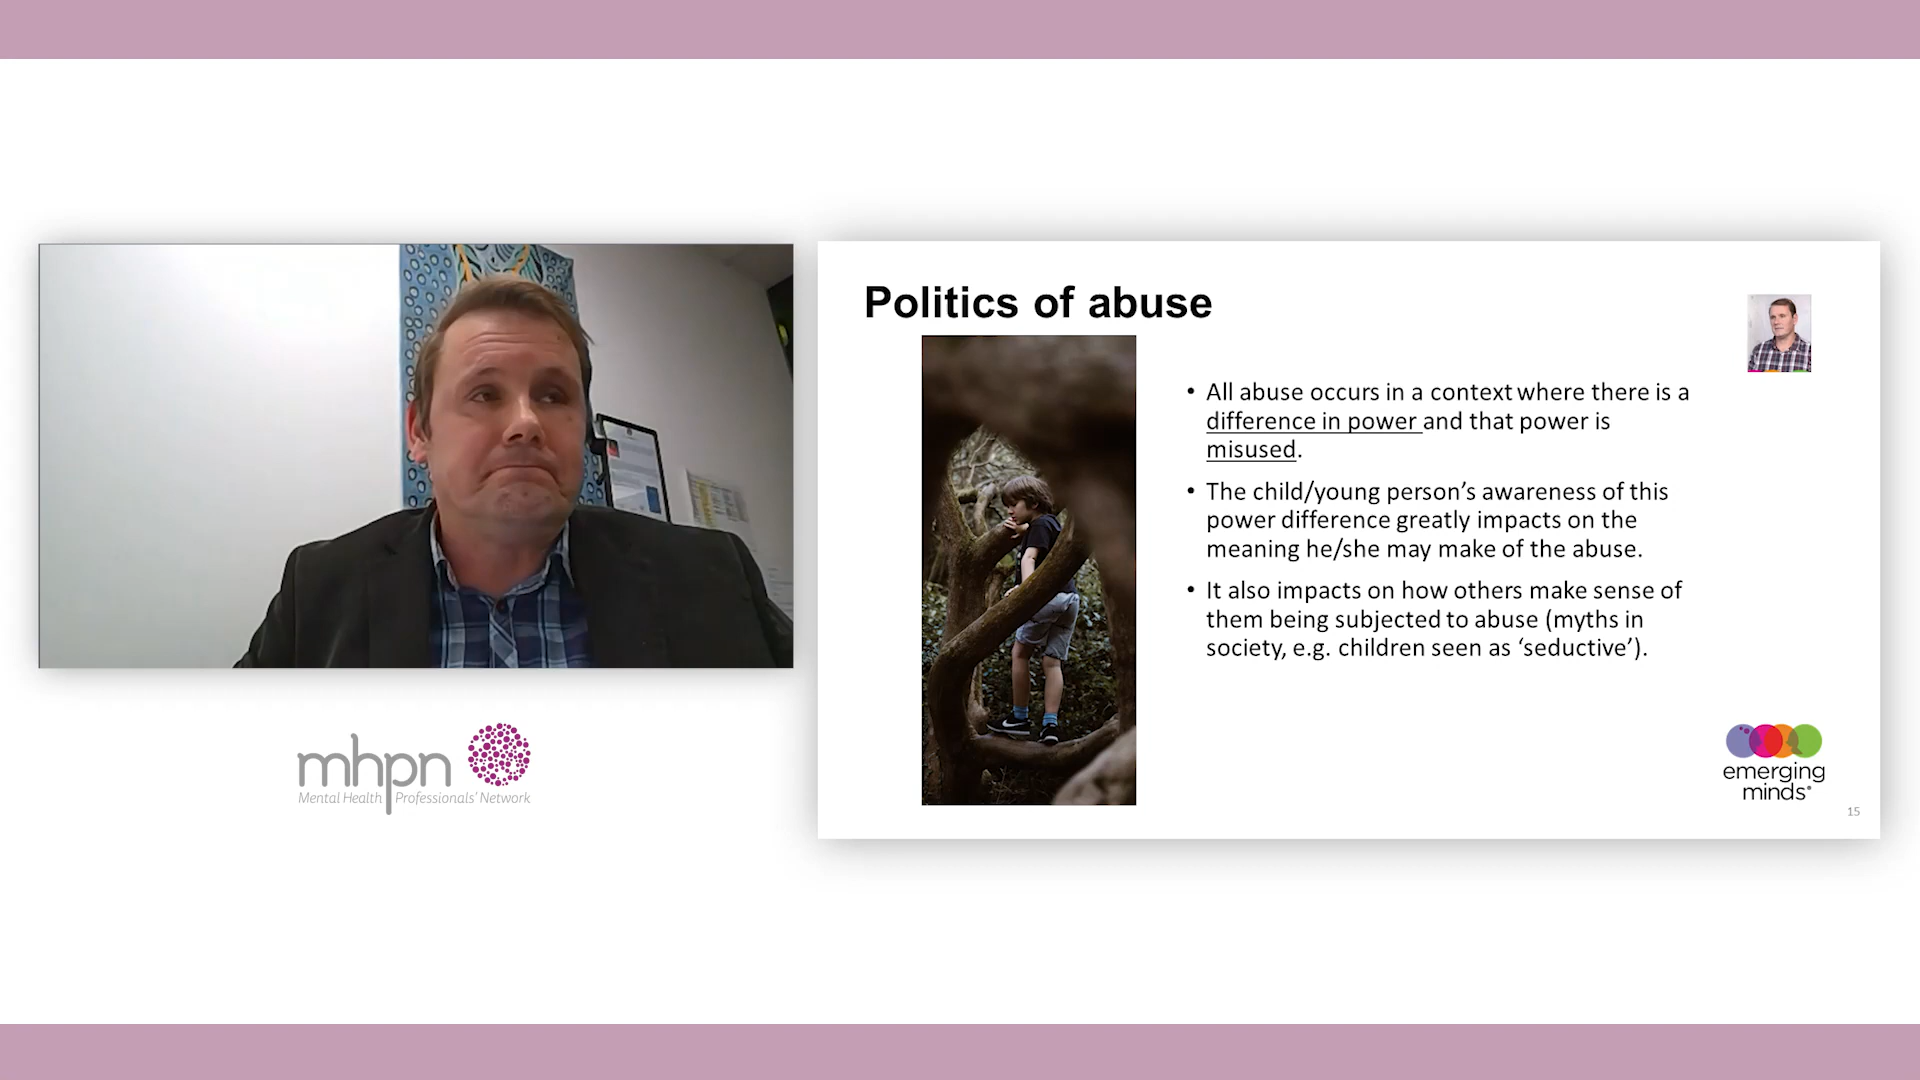 Politics of abuse
• All abuse occurs in a context where there is a
difference in power and that power is
misused.
• The child/young person’s awareness of this
power difference greatly impacts on the
meaning he/she may make of the abuse.
• It also impacts on how others make sense of
them being subjected to abuse (myths in
society, e.g. children seen as ‘seductive’).
mhpn
Mental Health Professionals’ Network
emerging
minds
15